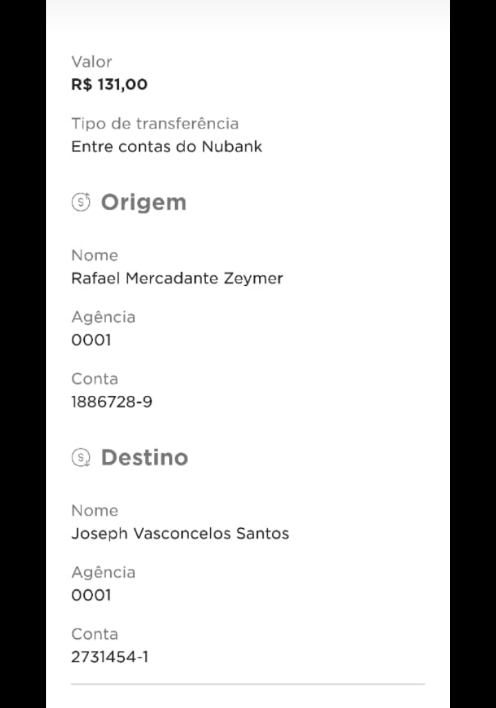 Valor
R$ 131,00
Tipo de transferência
Entre contas do Nubank
Origem
Nome
Rafael Mercadante Zeymer
Agência
0001
Conta
1886728-9
Destino
Nome
Joseph Vasconcelos Santos
Agência
0001
Conta
2731454-1